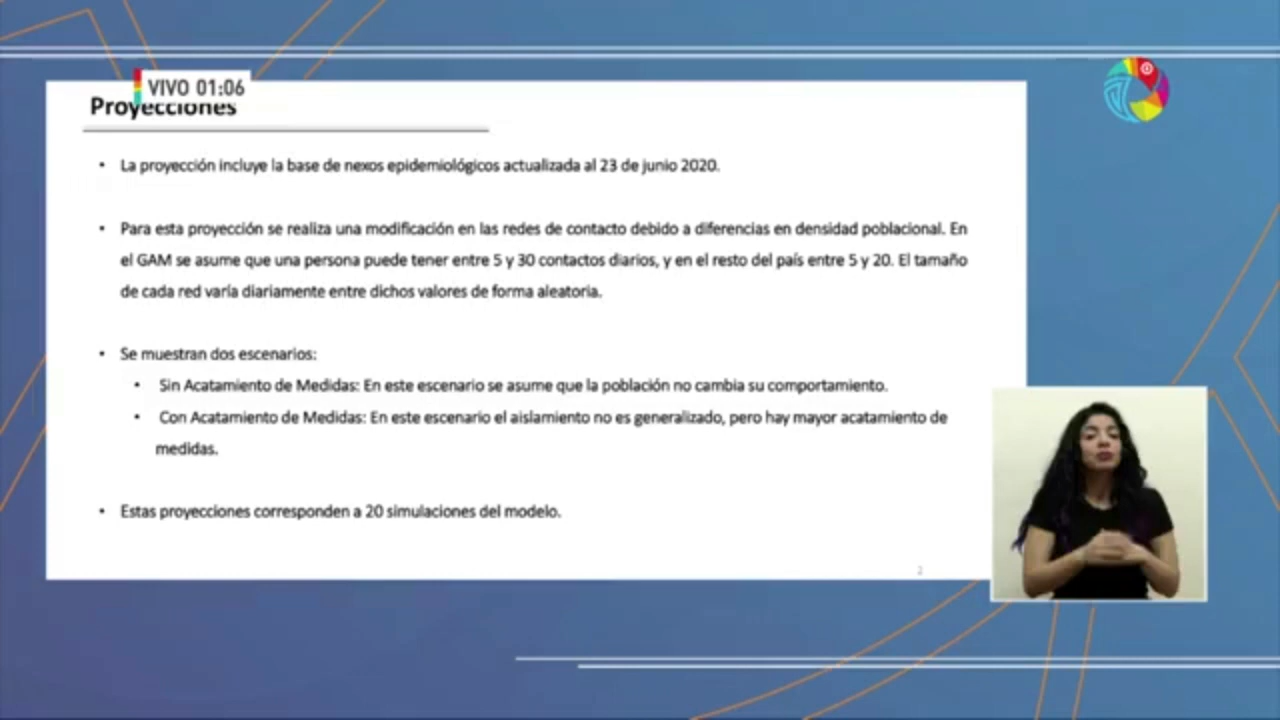 VIVO 01:06
Proyecciones
• La proyección incluye la base de nexos epidemiológicos actualizada al 23 de junio 2020.
• Para esta proyección se realiza una modificación en las redes de contacto debido a diferencias en densidad poblacional. En
el GAM se asume que una persona puede tener entre 5 y 30 contactos diarios, y en el resto del país entre 5 y 20. El tamaño
de cada red varía diariamente entre dichos valores de forma aleatoria.
• Se muestran dos escenarios:
• Sin Acatamiento de Medidas: En este escenario se asume que la población no cambia su comportamiento.
• Con Acatamiento de Medidas: En este escenario el aislamiento no es generalizado, pero hay mayor acatamiento de
medidas.
• Estas proyecciones corresponden a 20 simulaciones del modelo.
2